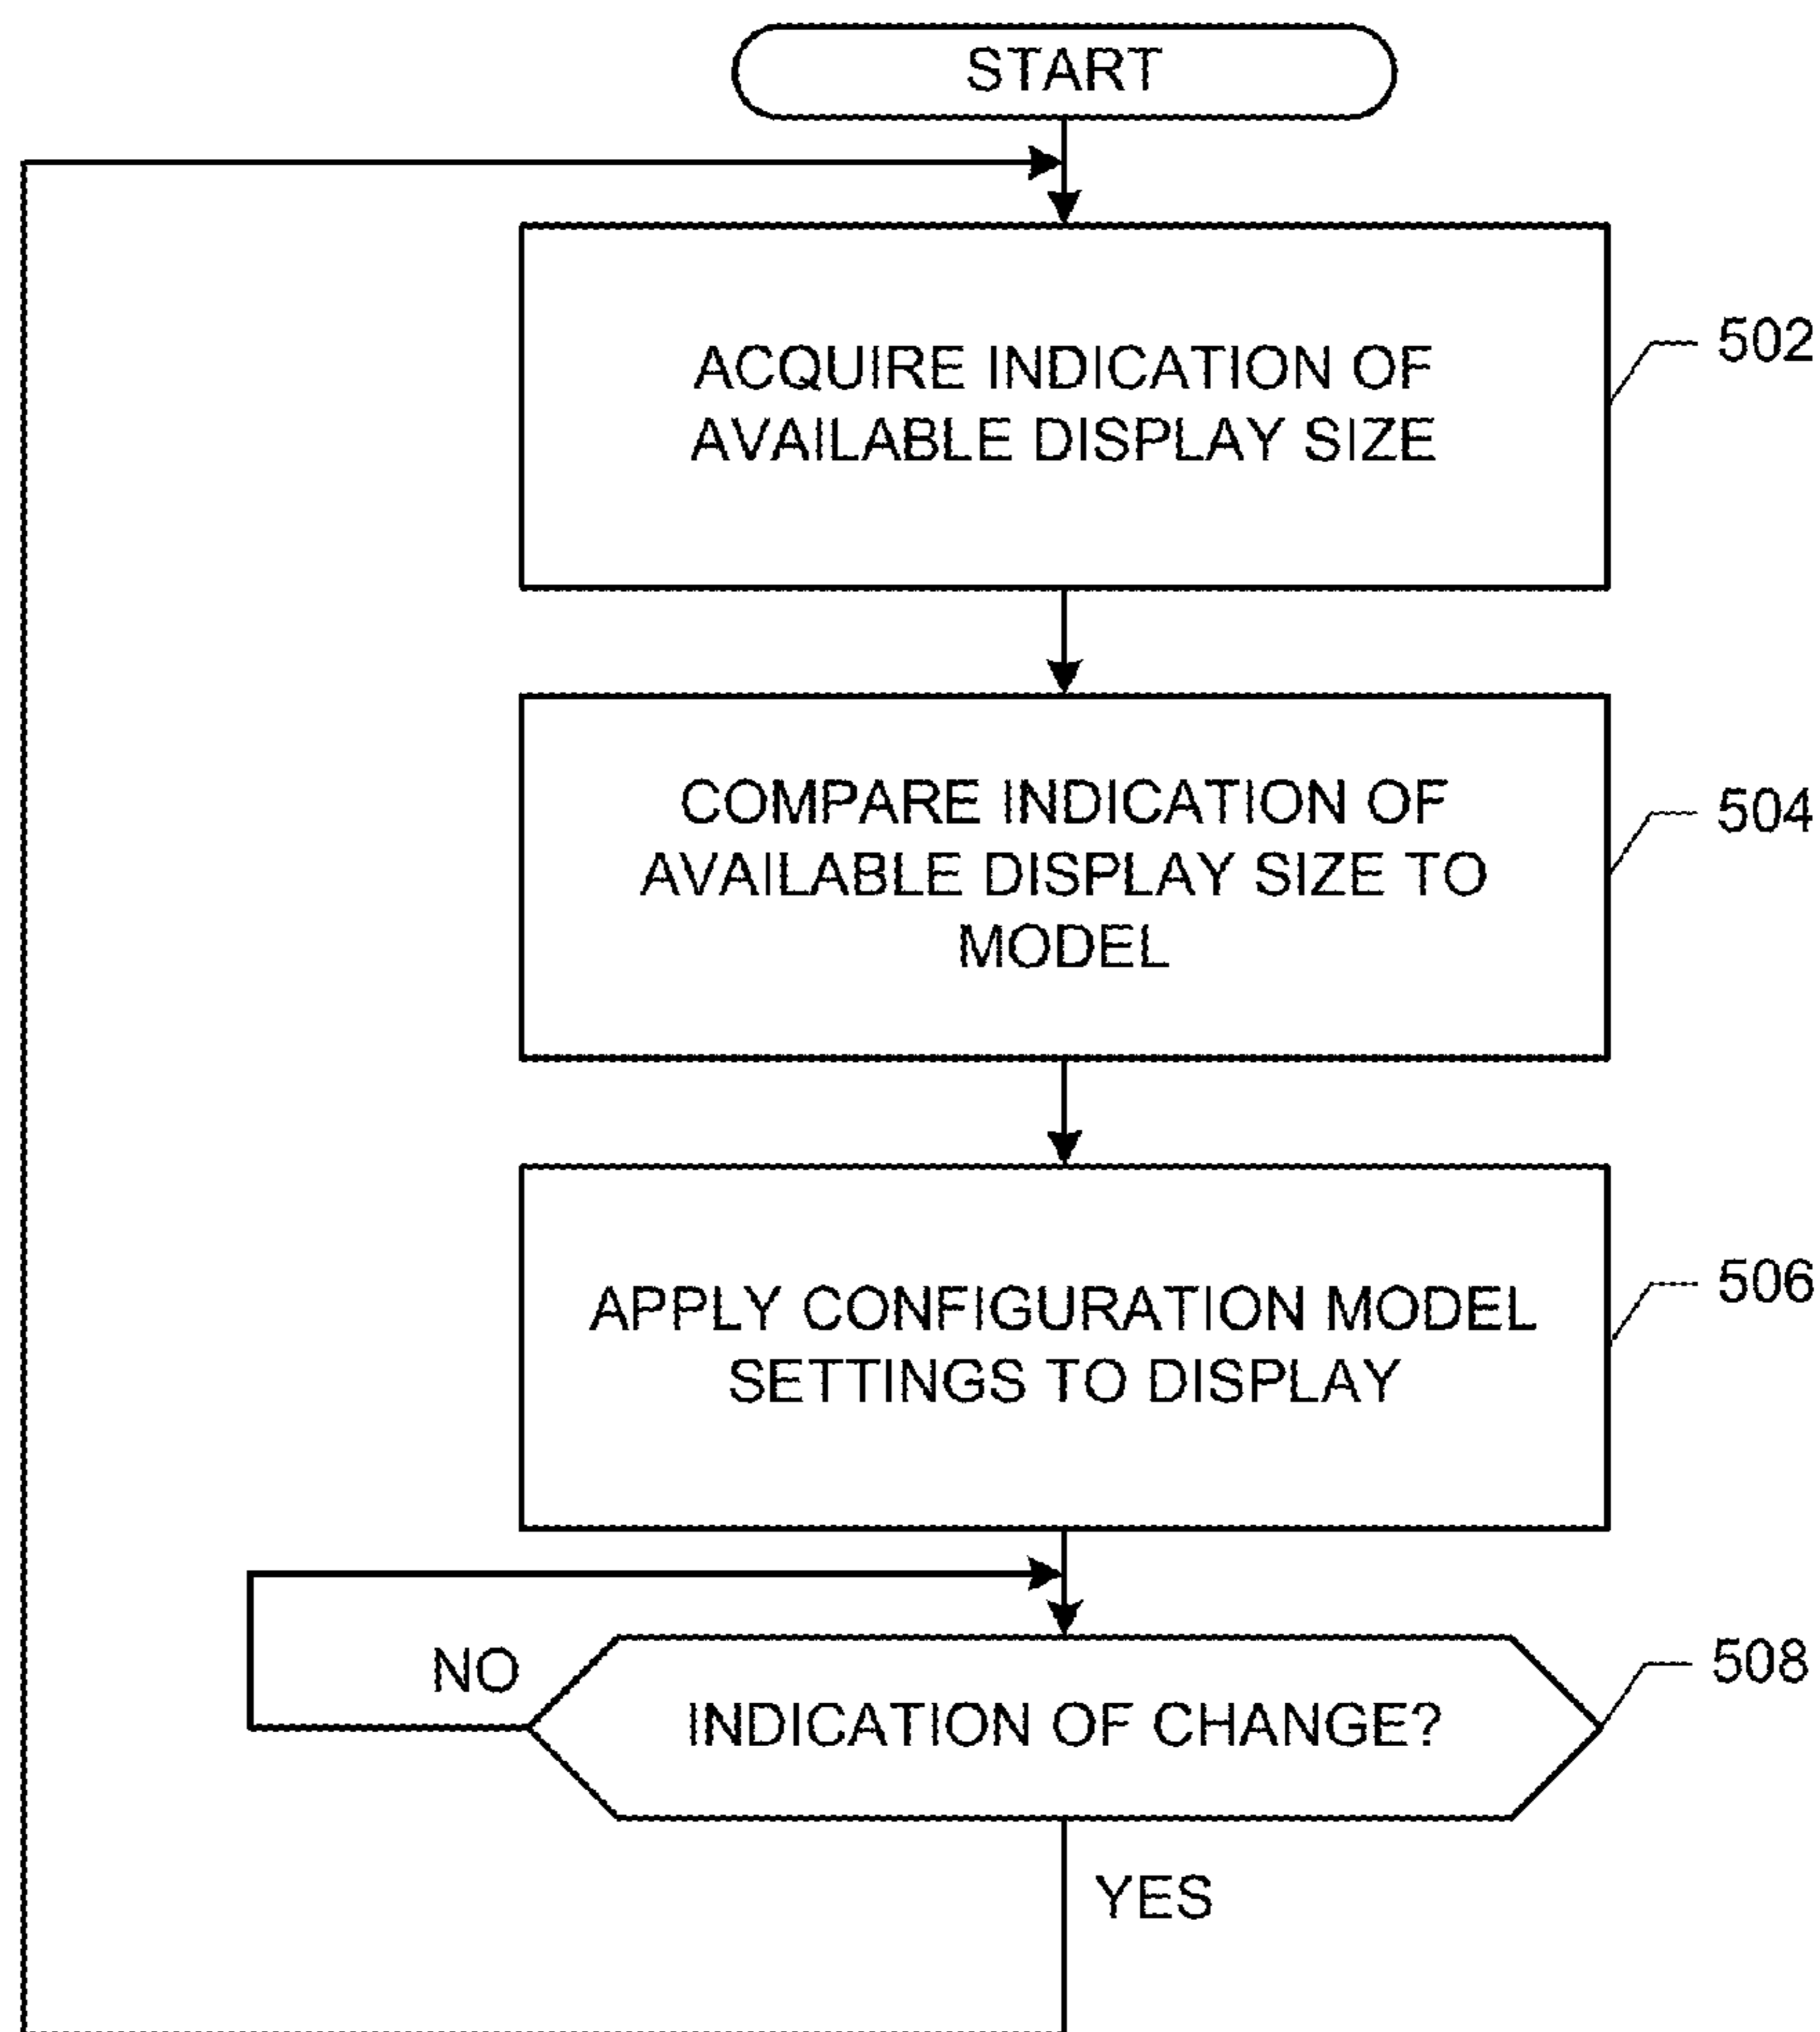 START
502
ACQUIRE INDICATION OF
AVAILABLE DISPLAY SIZE
504
COMPARE INDICATION OF
AVAILABLE DISPLAY SIZE TO
MODEL
506
APPLY CONFIGURATION MODEL
SETTINGS TO DISPLAY
NO
508
INDICATION OF CHANGE?
YES